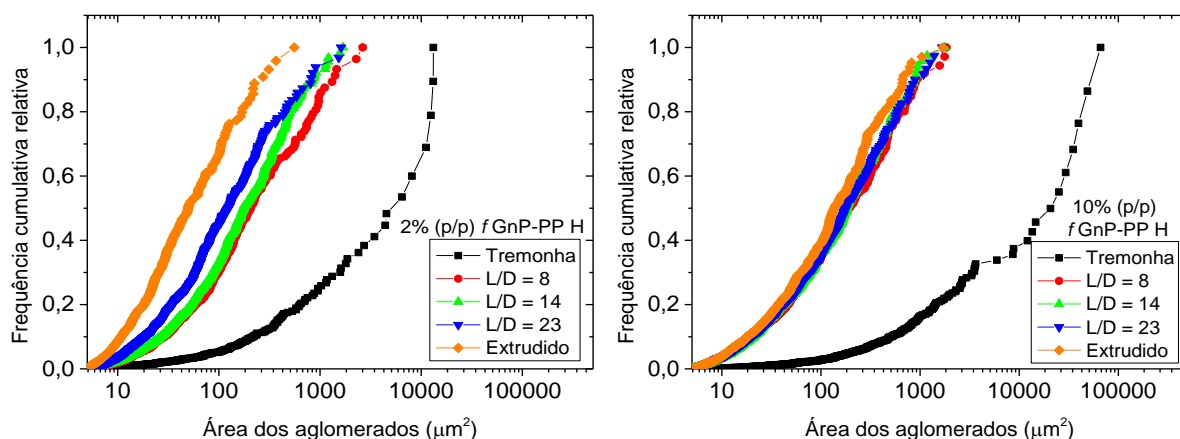 1,0
0,8
0,6
0,4
0,2
0,0
Frequência cumulativa relativa
2% (p/p) f GnP-PP H
Tremonha
L/D = 8
L/D = 14
L/D = 23
Extrudido
10 100 1000 10000 100000
Área dos aglomerados (μm2)
1,0
0,8
0,6
0,4
0,2
0,0
Frequência cumulativa relativa
10% (p/p)
f GnP-PP H
Tremonha
L/D = 8
L/D = 14
L/D = 23
Extrudido
10 100 1000 10000 100000
Área dos aglomerados (μm2)